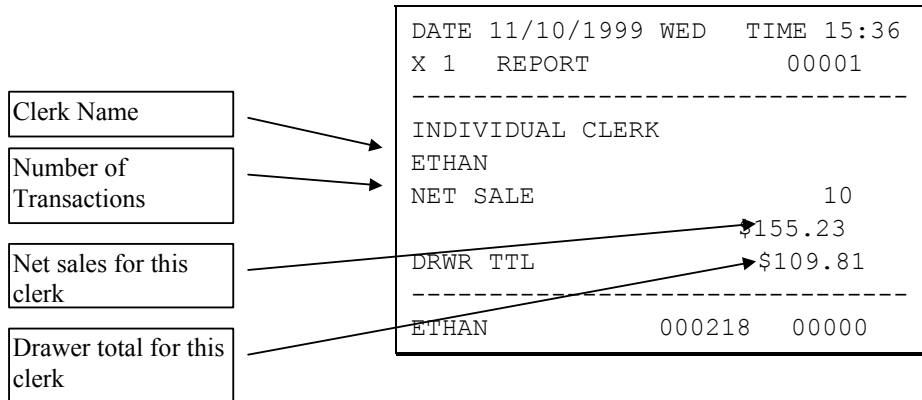 Clerk Name
Number of
Transactions
Net sales for this
clerk
Drawer total for this
clerk
DATE 11/10/1999 WED TIME 15:36
X 1 REPORT 00001
--------------------------------
INDIVIDUAL CLERK
ETHAN
NET SALE 10
$155.23
DRWR TTL $109.81
--------------------------------
ETHAN 000218 00000